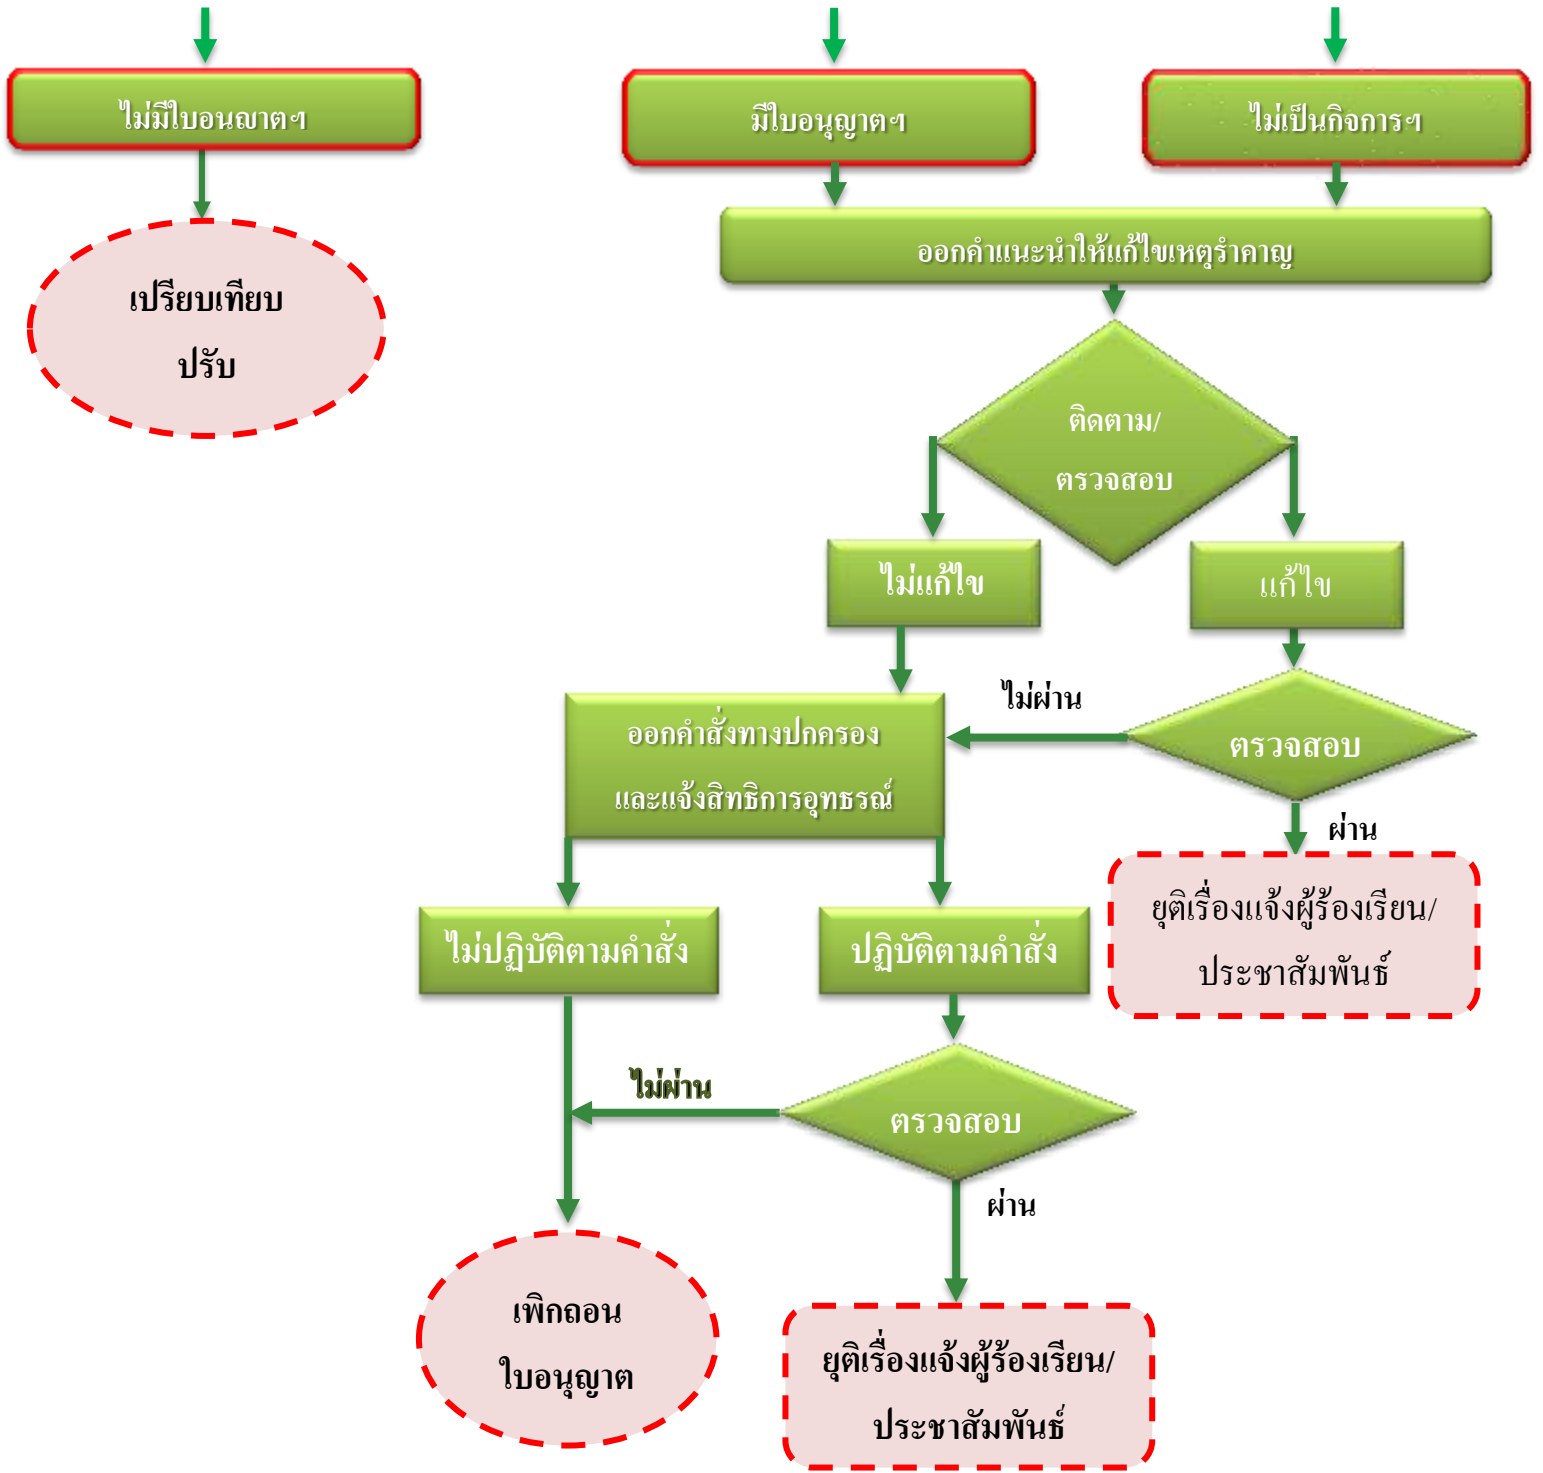 ไม่มีใบอนญาตฯ
มีใบอนุญาตฯ
ไม่เป็นกิจการฯ
เปรียบเทียบ
ปรับ
ออกคำแนะนำให้แก้ไขเหตุรำคาญ
ติดตาม/
ตรวจสอบ
ไม่แก้ไข
แก้ไข
ไม่ผ่าน
ตรวจสอบ
ออกคำสั่งทางปกครอง
และแจ้งสิทธิการอุทธรณ์
ผ่าน
ยุติเรื่องแจ้งผู้ร้องเรียน/
ประชาสัมพันธ์
ไม่ปฏิบัติตามคำสั่ง
ปฏิบัติตามคำสั่ง
ไม่ผ่าน
ตรวจสอบ
ผ่าน
เพิกถอน
ใบอนุญาต
ยุติเรื่องแจ้งผู้ร้องเรียน/
ประชาสัมพันธ์